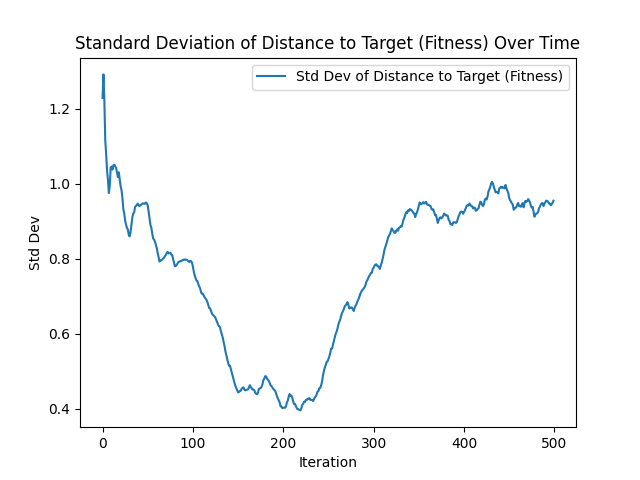 Standard Deviation of Distance to Target (Fitness) Over Time
Std Dev of Distance to Target (Fitness)
Std Dev
1.2
1.0
0.8
0.6
0.4
0 100 200 300 400 500
Iteration